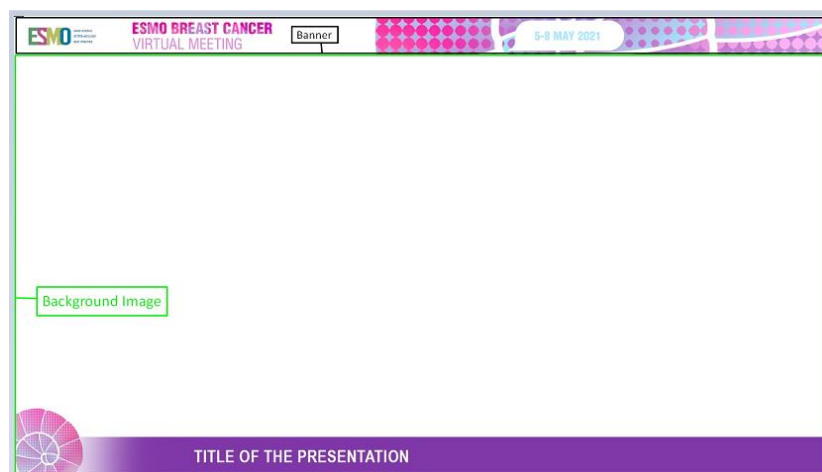 ESMO
ESMO BREAST CANCER
VIRTUAL MEETING
Banner
5-8 MAY 2021
Background Image
TITLE OF THE PRESENTATION